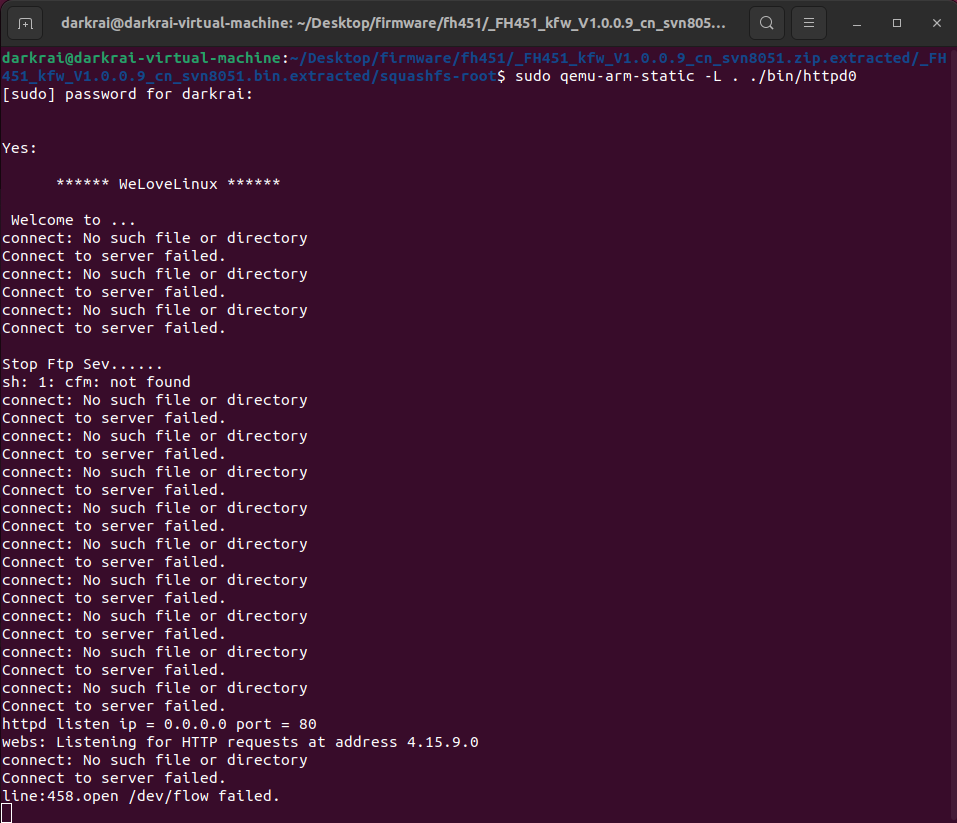 darkrai@darkrai-virtual-machine: ~/Desktop/firmware/fh451/_FH451_kfw_V1.0.0.9_cn_svn805...
darkrai@darkrai-virtual-machine:~/Desktop/firmware/fh451/_FH451_kfw_V1.0.0.9_cn_svn8051.zip.extracted/_FH
451_kfw_V1.0.0.9_cn_svn8051.bin.extracted/squashfs-root$ sudo qemu-arm-static -L . ./bin/httpd0
[sudo] password for darkrai:
Yes:
****** WeLoveLinux ******
Welcome to ...
connect: No such file or directory
Connect to server failed.
connect: No such file or directory
Connect to server failed.
connect: No such file or directory
Connect to server failed.
Stop Ftp Sev......
sh: 1: cfm: not found
connect: No such file or directory
Connect to server failed.
connect: No such file or directory
Connect to server failed.
connect: No such file or directory
Connect to server failed.
connect: No such file or directory
Connect to server failed.
connect: No such file or directory
Connect to server failed.
connect: No such file or directory
Connect to server failed.
connect: No such file or directory
Connect to server failed.
connect: No such file or directory
Connect to server failed.
connect: No such file or directory
Connect to server failed.
httpd listen ip = 0.0.0.0 port = 80
webs: Listening for HTTP requests at address 4.15.9.0
connect: No such file or directory
Connect to server failed.
line:458.open /dev/flow failed.